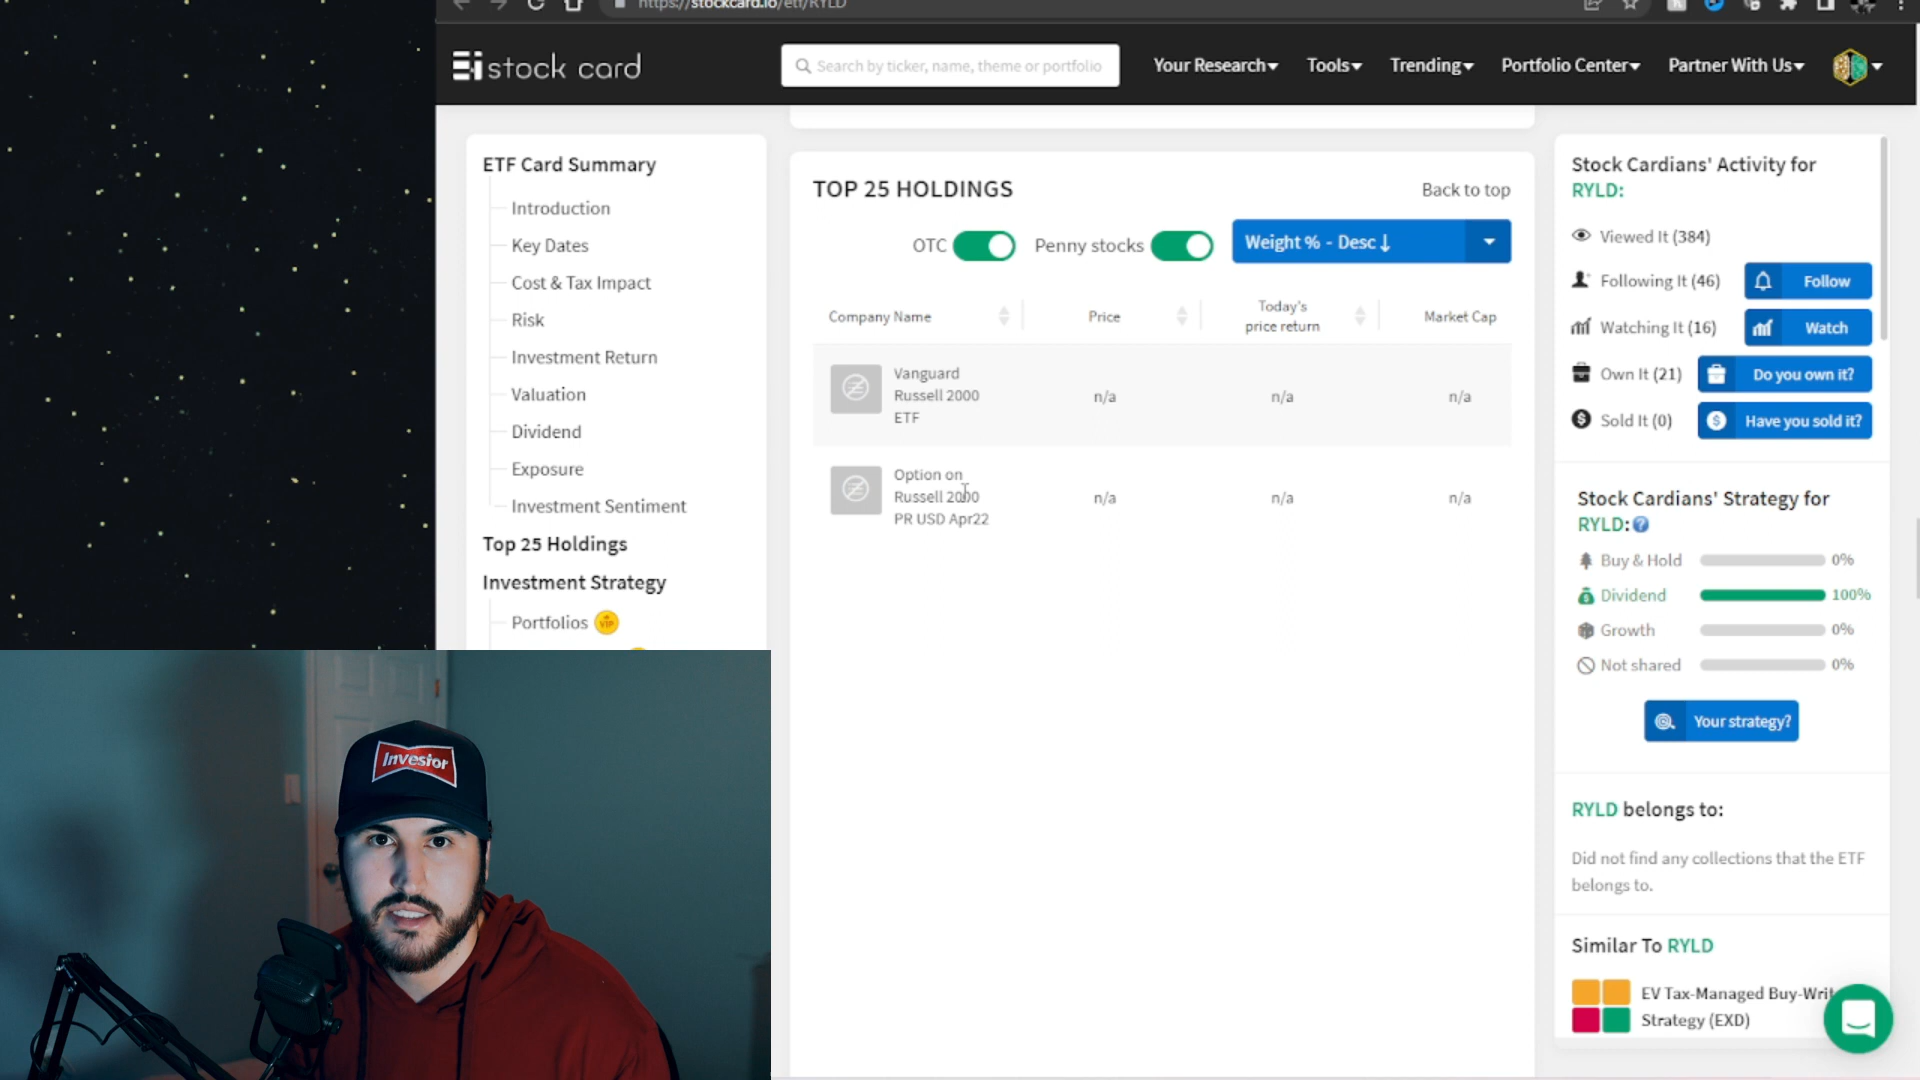 https://stockcard.io/etf/RYLD
stock card
Search by ticker, name, theme or portfolio
Your Research
Tools
Trending
Portfolio Center
Partner With Us
ETF Card Summary
Introduction
Key Dates
Cost & Tax Impact
Risk
Investment Return
Valuation
Dividend
Exposure
Investment Sentiment
Top 25 Holdings
Investment Strategy
Portfolios VIP
TOP 25 HOLDINGS
Back to top
OTC
Penny stocks
Weight % - Desc ↓
Company Name
Price
Today's
price return
Market Cap
Vanguard
Russell 2000
ETF
n/a
n/a
n/a
Option on
Russell 2000
PR USD Apr22
n/a
n/a
n/a
Stock Cardians' Activity for
RYLD:
Viewed It (384)
Following It (46)
Follow
Watching It (16)
Watch
Own It (21)
Do you own it?
Sold It (0)
Have you sold it?
Stock Cardians' Strategy for
RYLD:
Buy & Hold 0%
Dividend 100%
Growth 0%
Not shared 0%
Your strategy?
RYLD belongs to:
Did not find any collections that the ETF
belongs to.
Similar To RYLD
EV Tax-Managed Buy-Writ
Strategy (EXD)
Investor